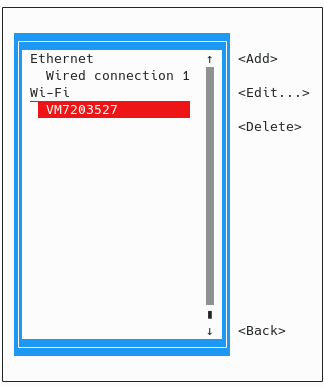 Ethernet ↑ <Add>
Wired connection 1
Wi-Fi <Edit...>
VM7203527
<Delete>
↓ <Back>